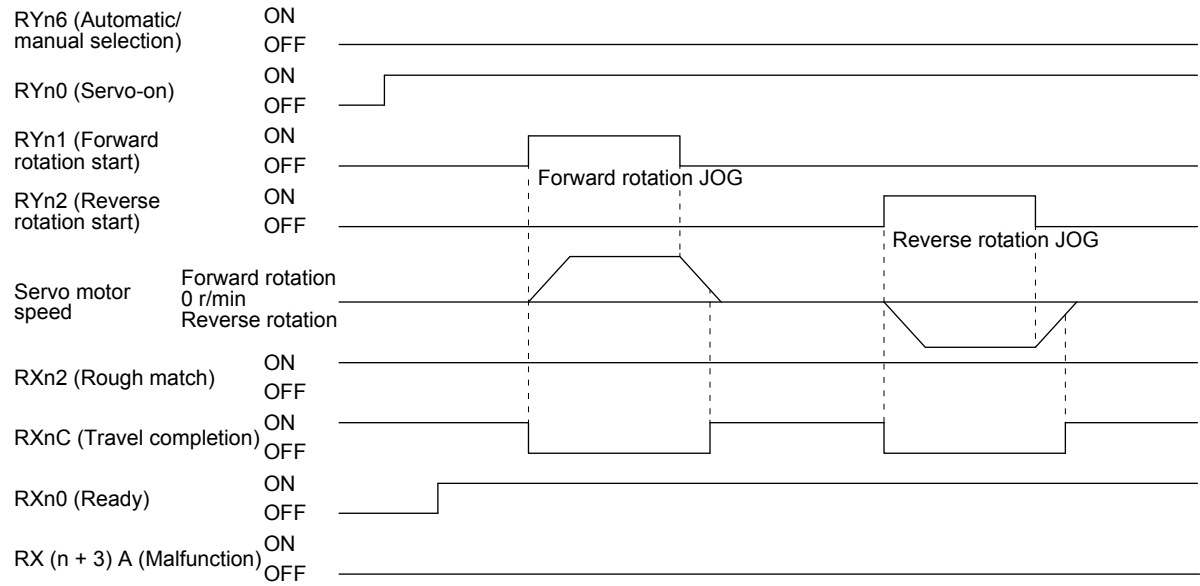 RYn6 (Automatic/
manual selection)
ON
OFF
RYn0 (Servo-on)
ON
OFF
RYn1 (Forward
rotation start)
ON
OFF
Forward rotation JOG
RYn2 (Reverse
rotation start)
ON
OFF
Reverse rotation JOG
Servo motor
speed
Forward rotation
0 r/min
Reverse rotation
RXn2 (Rough match)
ON
OFF
RXnC (Travel completion)
ON
OFF
RXn0 (Ready)
ON
OFF
RX (n + 3) A (Malfunction)
ON
OFF